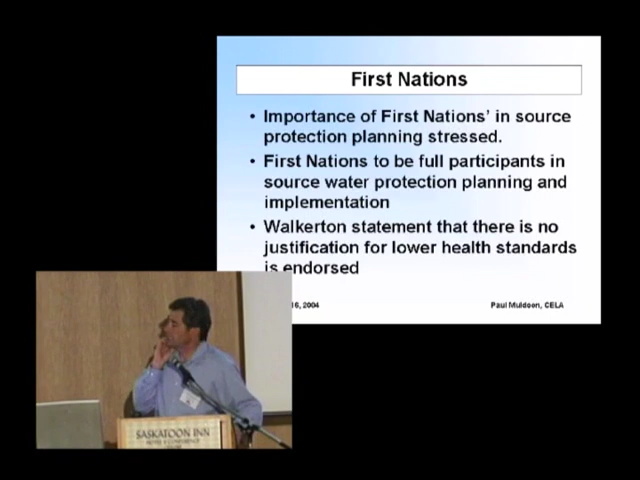 First Nations
• Importance of First Nations' in source
protection planning stressed.
• First Nations to be full participants in
source water protection planning and
implementation
• Walkerton statement that there is no
justification for lower health standards
is endorsed
16, 2004
Paul Muldoon, CELA
SASKATOON INN